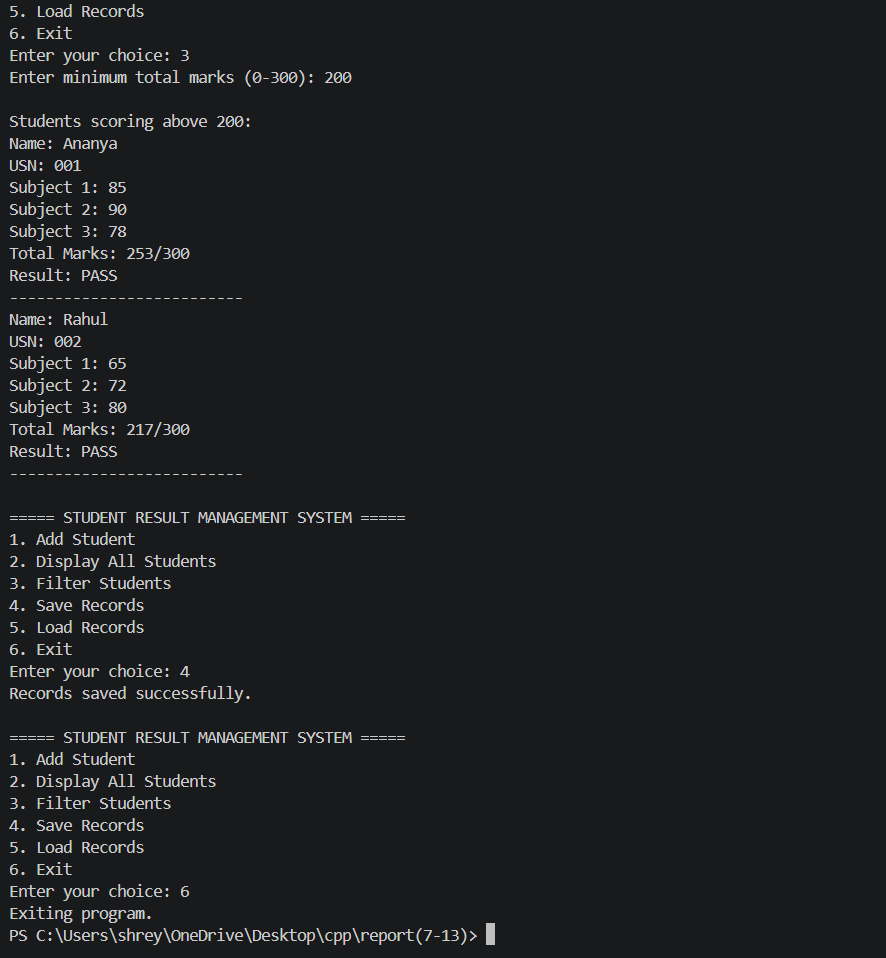 5. Load Records
6. Exit
Enter your choice: 3
Enter minimum total marks (0-300): 200
Students scoring above 200:
Name: Ananya
USN: 001
Subject 1: 85
Subject 2: 90
Subject 3: 78
Total Marks: 253/300
Result: PASS
--------------------------
Name: Rahul
USN: 002
Subject 1: 65
Subject 2: 72
Subject 3: 80
Total Marks: 217/300
Result: PASS
--------------------------
===== STUDENT RESULT MANAGEMENT SYSTEM =====
1. Add Student
2. Display All Students
3. Filter Students
4. Save Records
5. Load Records
6. Exit
Enter your choice: 4
Records saved successfully.
===== STUDENT RESULT MANAGEMENT SYSTEM =====
1. Add Student
2. Display All Students
3. Filter Students
4. Save Records
5. Load Records
6. Exit
Enter your choice: 6
Exiting program.
PS C:\Users\shrey\OneDrive\Desktop\cpp\report(7-13)>